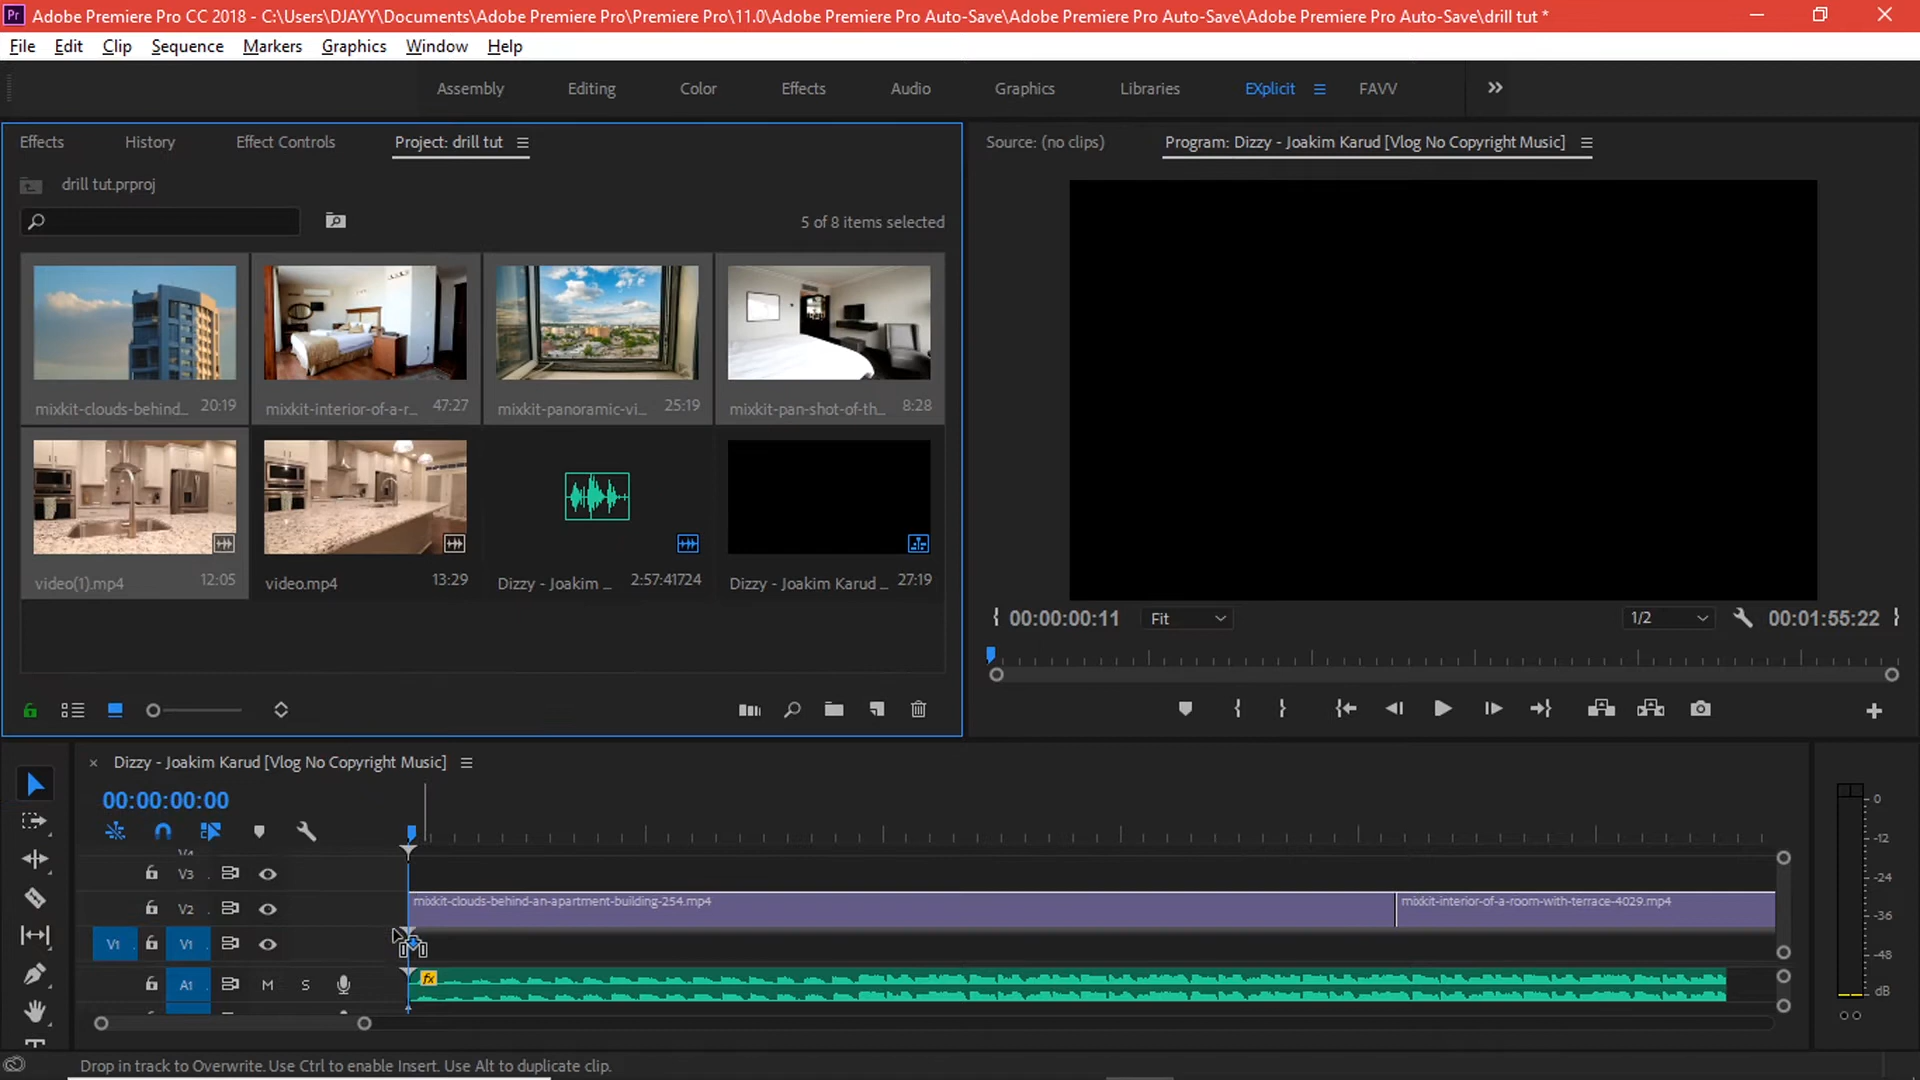 Pr Adobe Premiere Pro CC 2018 - C:\Users\DJAYY\Documents\Adobe Premiere Pro\Premiere Pro\11.0\Adobe Premiere Pro Auto-Save\Adobe Premiere Pro Auto-Save\Adobe Premiere Pro Auto-Save\drill tut *
File Edit Clip Sequence Markers Graphics Window Help
Assembly Editing Color Effects Audio Graphics Libraries EXplicit FAVV
Effects History Effect Controls Project: drill tut
Source: (no clips) Program: Dizzy - Joakim Karud [Vlog No Copyright Music]
drill tut.prproj
5 of 8 items selected
mixkit-clouds-behind... 20:19 mixkit-interior-of-a-r... 47:27 mixkit-panoramic-vi... 25:19 mixkit-pan-shot-of-th... 8:28
video(1).mp4 12:05 video.mp4 13:29 Dizzy - Joakim ... 2:57:41724 Dizzy - Joakim Karud ... 27:19
00:00:00:11 Fit 1/2 00:01:55:22
Dizzy - Joakim Karud [Vlog No Copyright Music]
00:00:00:00
V3
V2 mixkit-clouds-behind-an-apartment-building-254.mp4 mixkit-interior-of-a-room-with-terrace-4029.mp4
V1 V1
A1 M S fx
0
-12
-24
-36
-48
dB
Drop in track to Overwrite. Use Ctrl to enable Insert. Use Alt to duplicate clip.